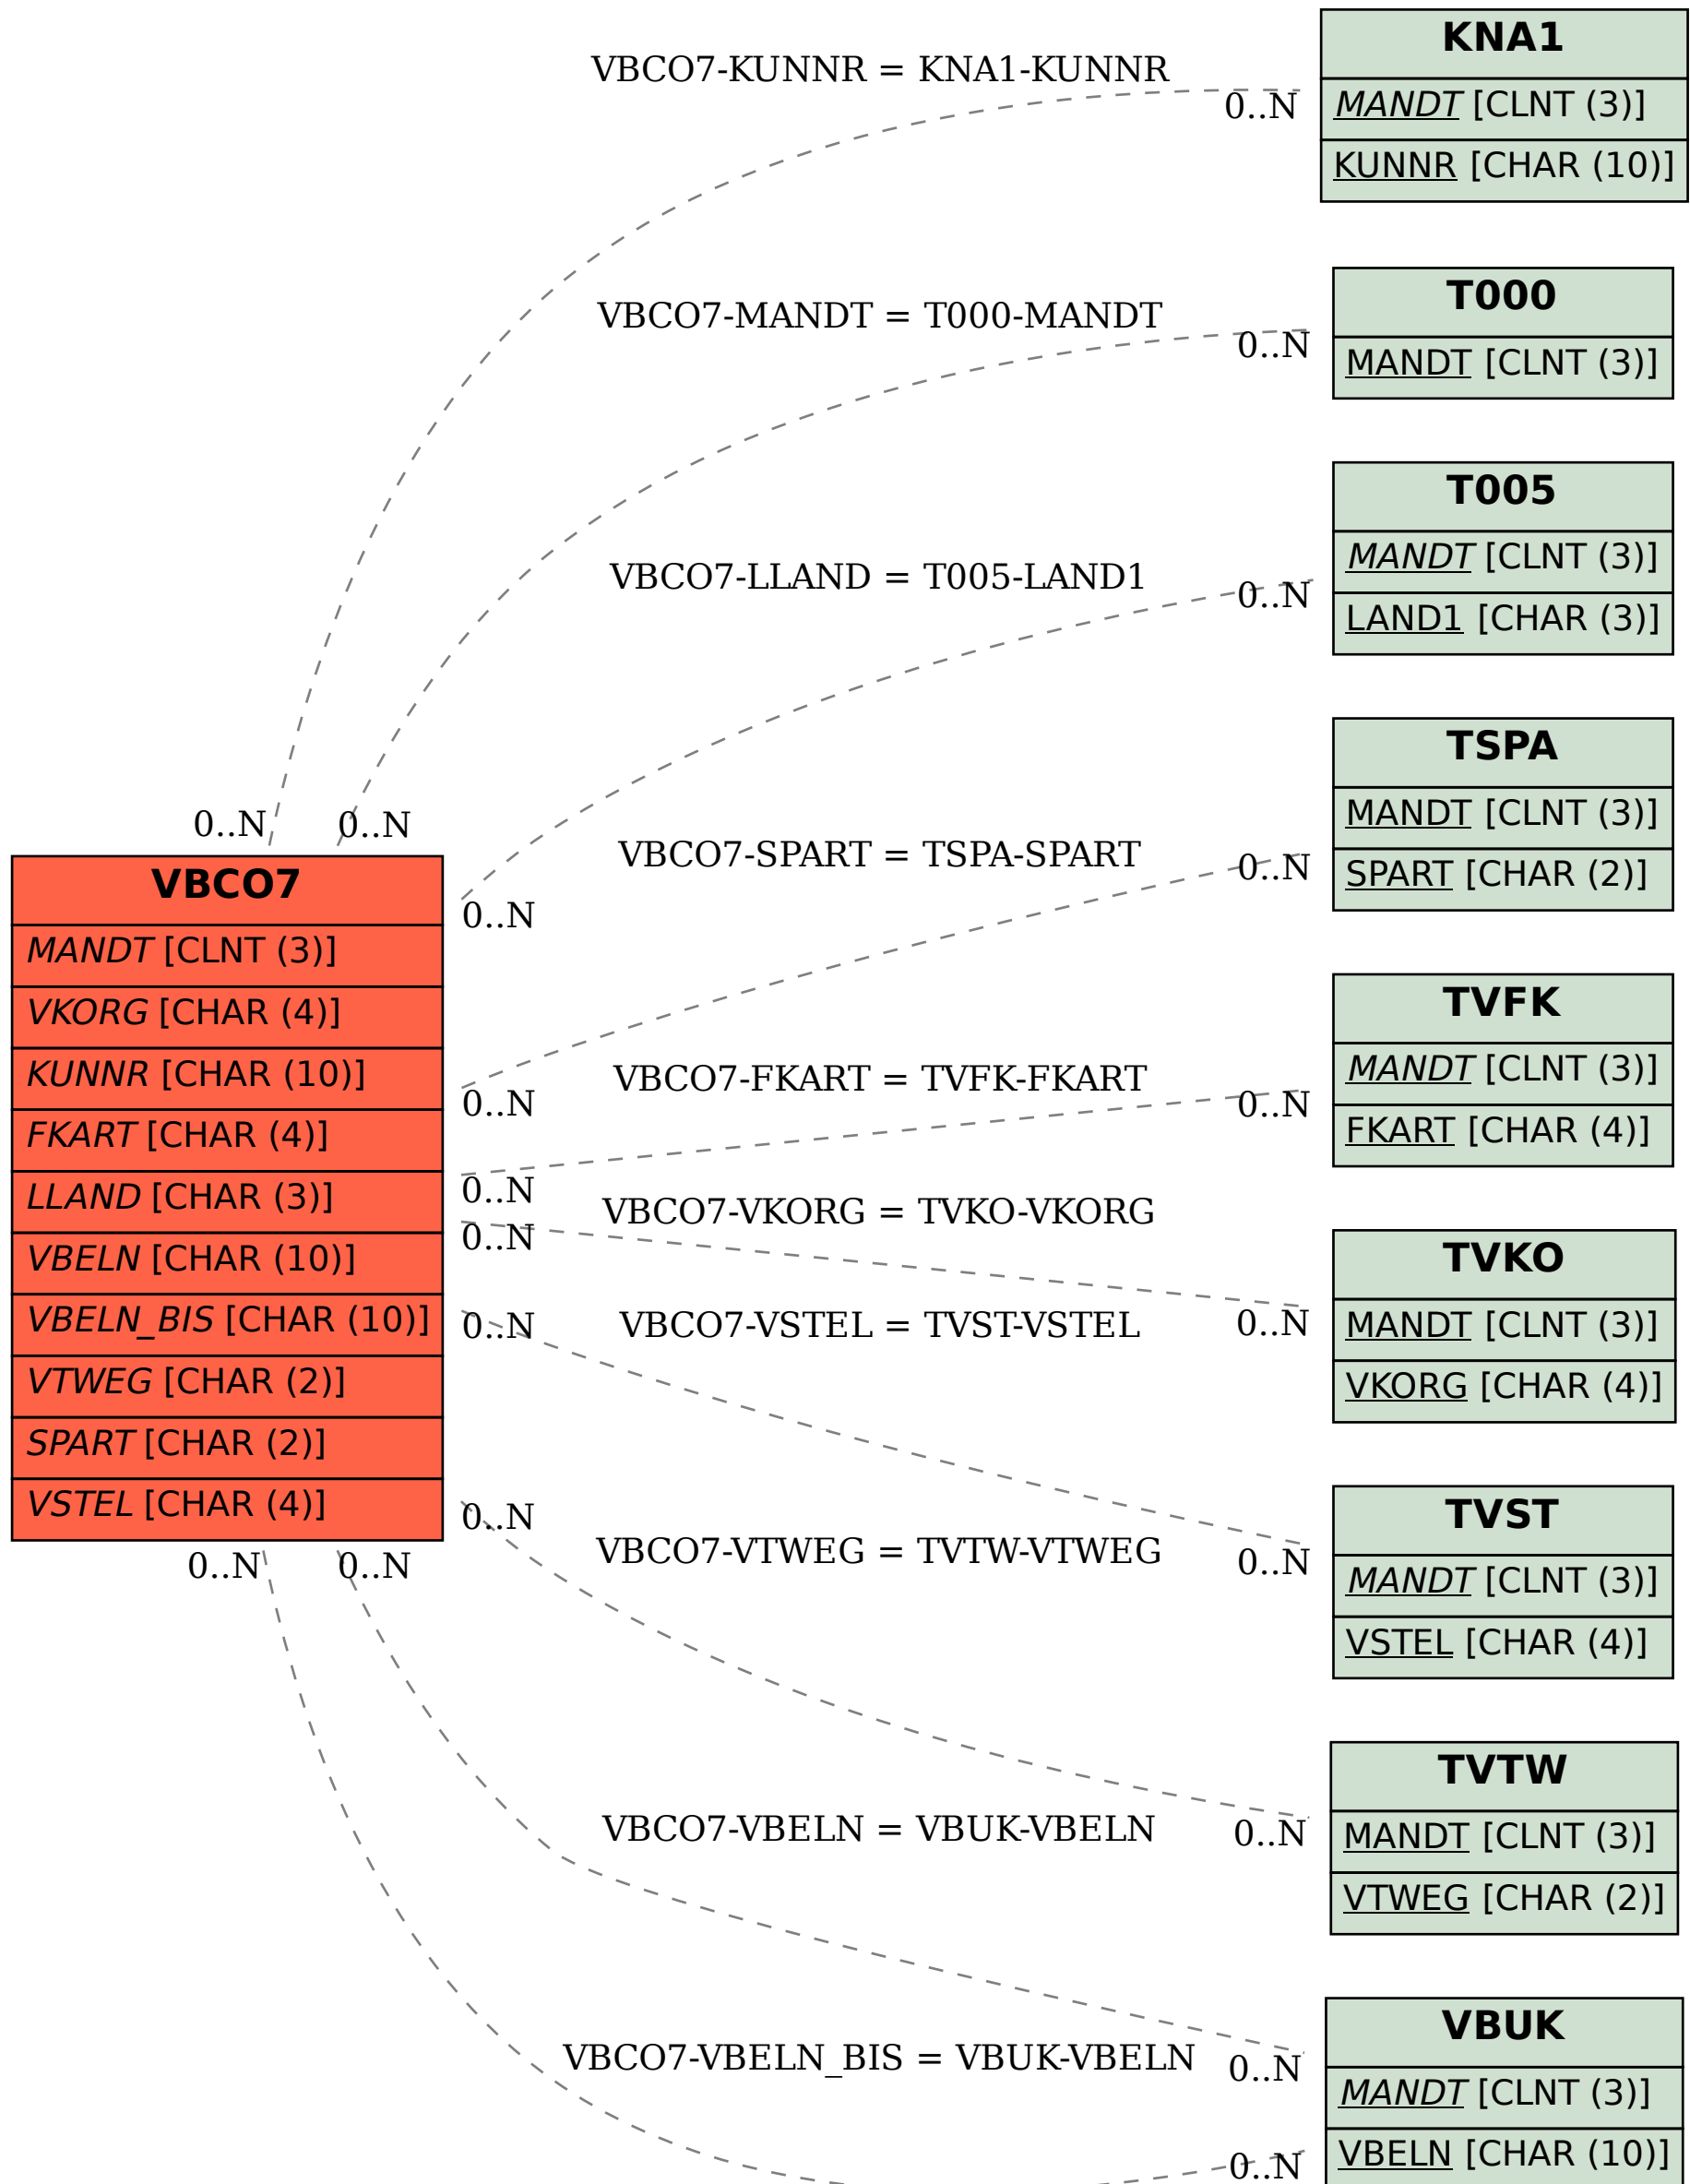 KNA1
VBCO7-KUNNR = KNA1-KUNNR
0..N
MANDT [CLNT (3)]
KUNNR [CHAR (10)]
T000
VBCO7-MANDT = T000-MANDT
0..N
MANDT [CLNT (3)]
T005
MANDT [CLNT (3)]
VBCO7-LLAND = T005-LAND1
0..N
LAND1 [CHAR (3)]
TSPA
MANDT [CLNT (3)]
0..N
0..N
VBCO7-SPART = TSPA-SPART
0..N
SPART [CHAR (2)]
VBCO7
0..N
MANDT [CLNT (3)]
VKORG [CHAR (4)]
KUNNR [CHAR (10)]
FKART [CHAR (4)]
LLAND [CHAR (3)]
VBELN [CHAR (10)]
VBELN_BIS [CHAR (10)]
VTWEG [CHAR (2)]
SPART [CHAR (2)]
VSTEL [CHAR (4)]
TVFK
MANDT [CLNT (3)]
FKART [CHAR (4)]
VBCO7-FKART = TVFK-FKART
0..N
0..N
0..N
VBCO7-VKORG = TVKO-VKORG
0..N
TVKO
MANDT [CLNT (3)]
VKORG [CHAR (4)]
0..N
0..N
VBCO7-VSTEL = TVST-VSTEL
TVST
MANDT [CLNT (3)]
VSTEL [CHAR (4)]
0..N
0..N
VBCO7-VTWEG = TVTW-VTWEG
0..N
0..N
TVTW
MANDT [CLNT (3)]
VTWEG [CHAR (2)]
VBCO7-VBELN = VBUK-VBELN
0..N
VBUK
MANDT [CLNT (3)]
VBELN [CHAR (10)]
VBCO7-VBELN_BIS = VBUK-VBELN
0..N
0..N